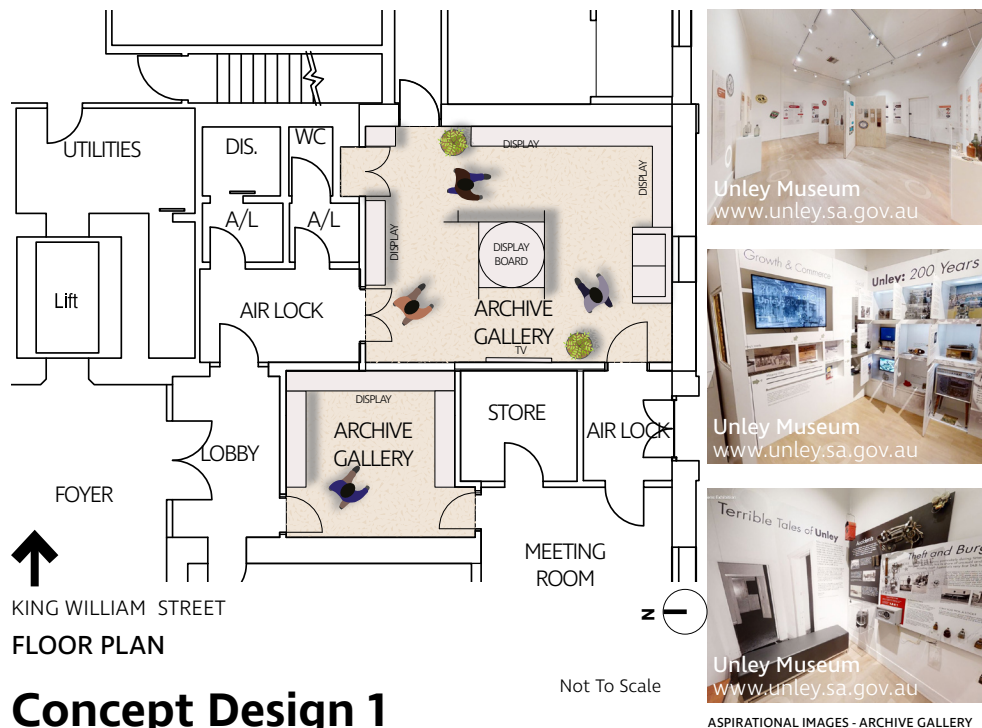 UTILITIES
DIS.
WC
A/L
A/L
Lift
AIR LOCK
DISPLAY
DISPLAY
DISPLAY
DISPLAY
BOARD
ARCHIVE
GALLERY
TV
DISPLAY
ARCHIVE
GALLERY
STORE
AIR LOCK
LOBBY
FOYER
MEETING
ROOM
KING WILLIAM STREET
FLOOR PLAN
N
Not To Scale
Concept Design 1
Unley Museum
www.unley.sa.gov.au
Growth & Commerce
Unley: 200 Years
Unley Museum
www.unley.sa.gov.au
Terrible Tales of Unley
Theft and Burg
Unley Museum
www.unley.sa.gov.au
ASPIRATIONAL IMAGES - ARCHIVE GALLERY